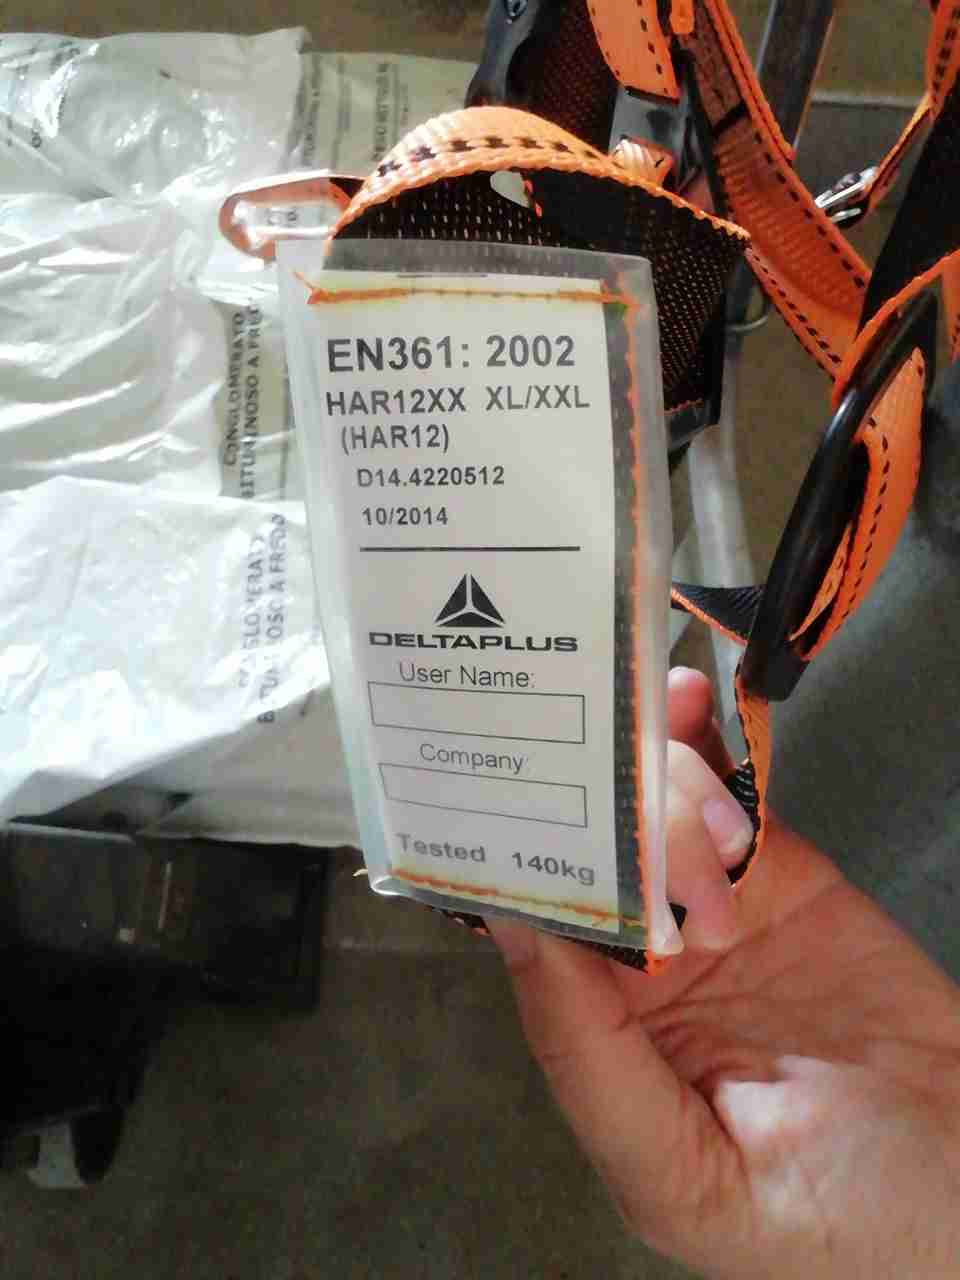 EN361: 2002
HAR12XX XL/XXL
(HAR12)
D14.4220512
10/2014
DELTAPLUS
User Name:
Company:
Tested 140kg
CONGLOMERATO
BITUMINOSO A FREDDO